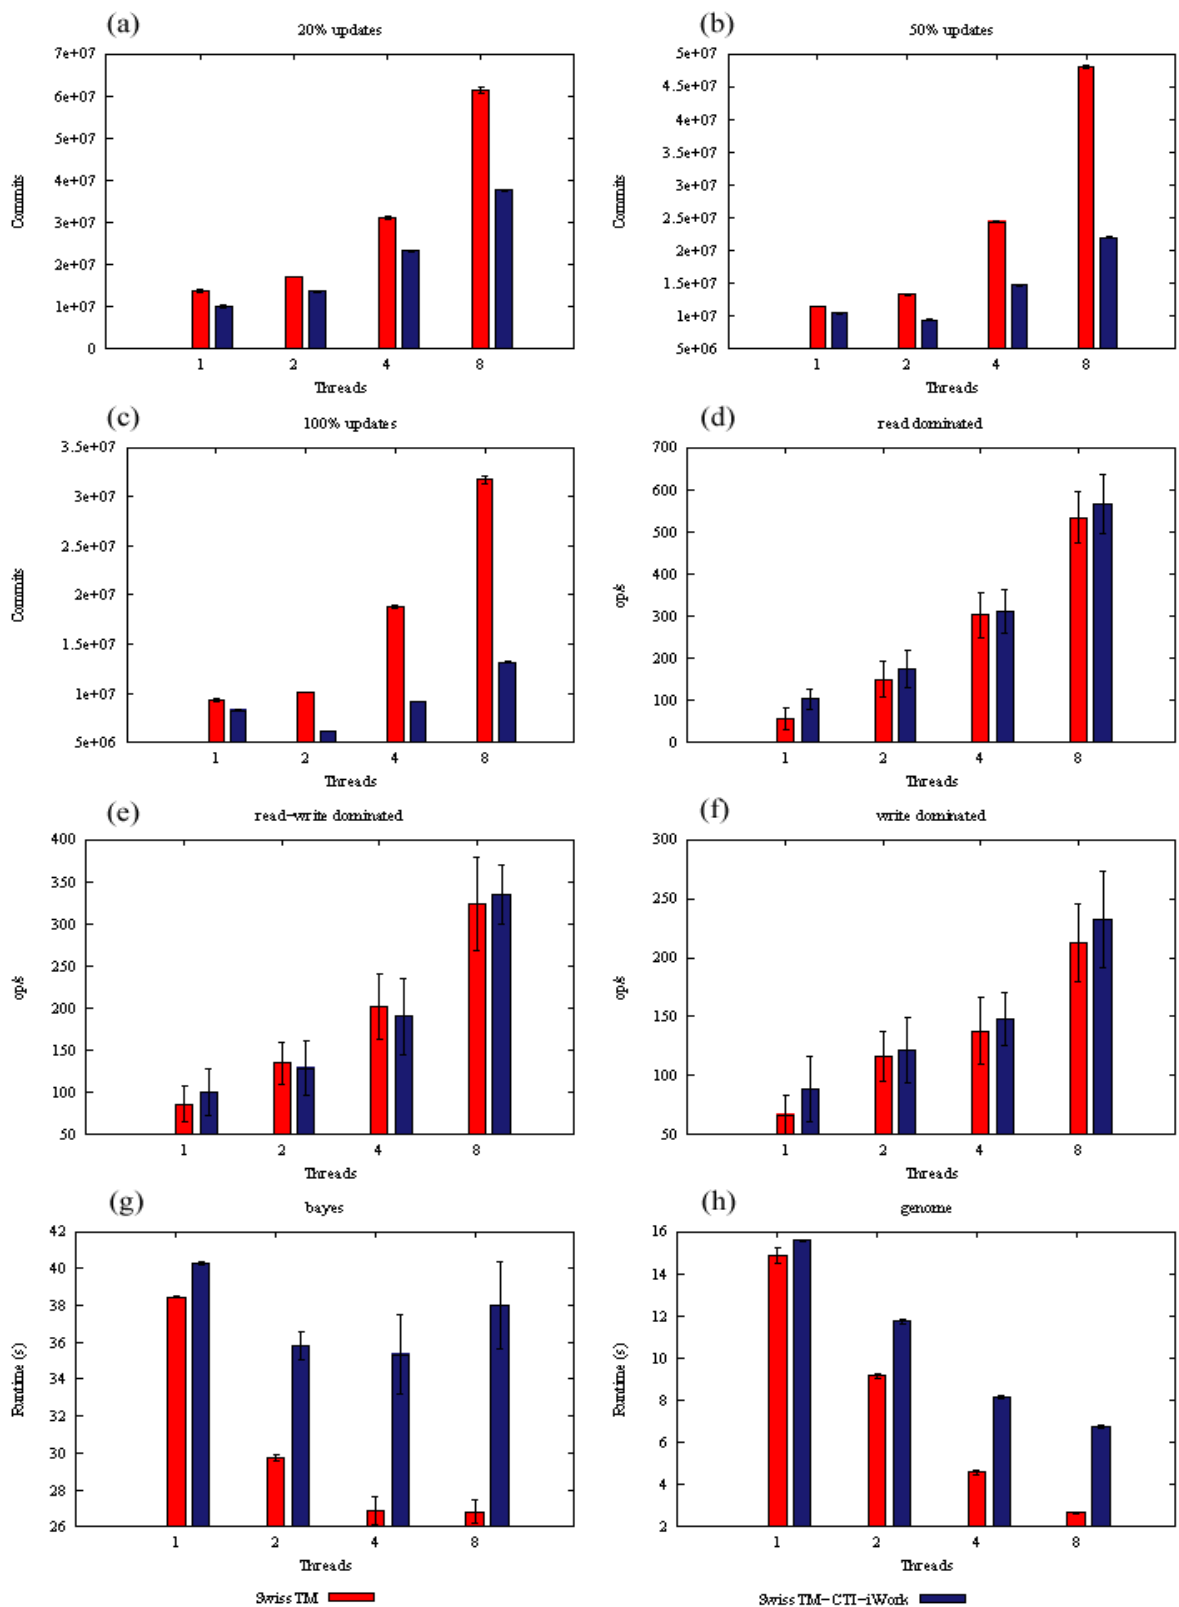 (a)
20% updates
7e+07
6e+07
5e+07
4e+07
3e+07
2e+07
1e+07
0
Commits
1 2 4 8
Threads
(b)
50% updates
5e+07
4.5e+07
4e+07
3.5e+07
3e+07
2.5e+07
2e+07
1.5e+07
1e+07
5e+06
Commits
1 2 4 8
Threads
(c)
100% updates
3.5e+07
3e+07
2.5e+07
2e+07
1.5e+07
1e+07
5e+06
Commits
1 2 4 8
Threads
(d)
read dominated
700
600
500
400
300
200
100
0
op/s
1 2 4 8
Threads
(e)
read-write dominated
400
350
300
250
200
150
100
50
op/s
1 2 4 8
Threads
(f)
write dominated
300
250
200
150
100
50
op/s
1 2 4 8
Threads
(g)
bayes
42
40
38
36
34
32
30
28
26
Runtime (s)
1 2 4 8
Threads
(h)
genome
16
14
12
10
8
6
4
2
Runtime (s)
1 2 4 8
Threads
SwissTM
SwissTM-CTI-iWork